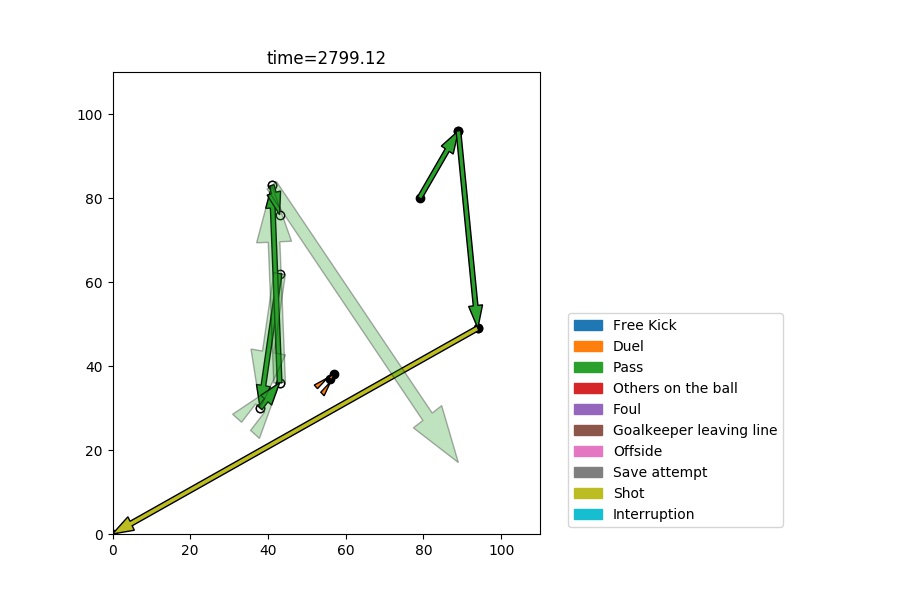 time=2799.12
100
80
60
40
20
0
0 20 40 60 80 100
Free Kick
Duel
Pass
Others on the ball
Foul
Goalkeeper leaving line
Offside
Save attempt
Shot
Interruption